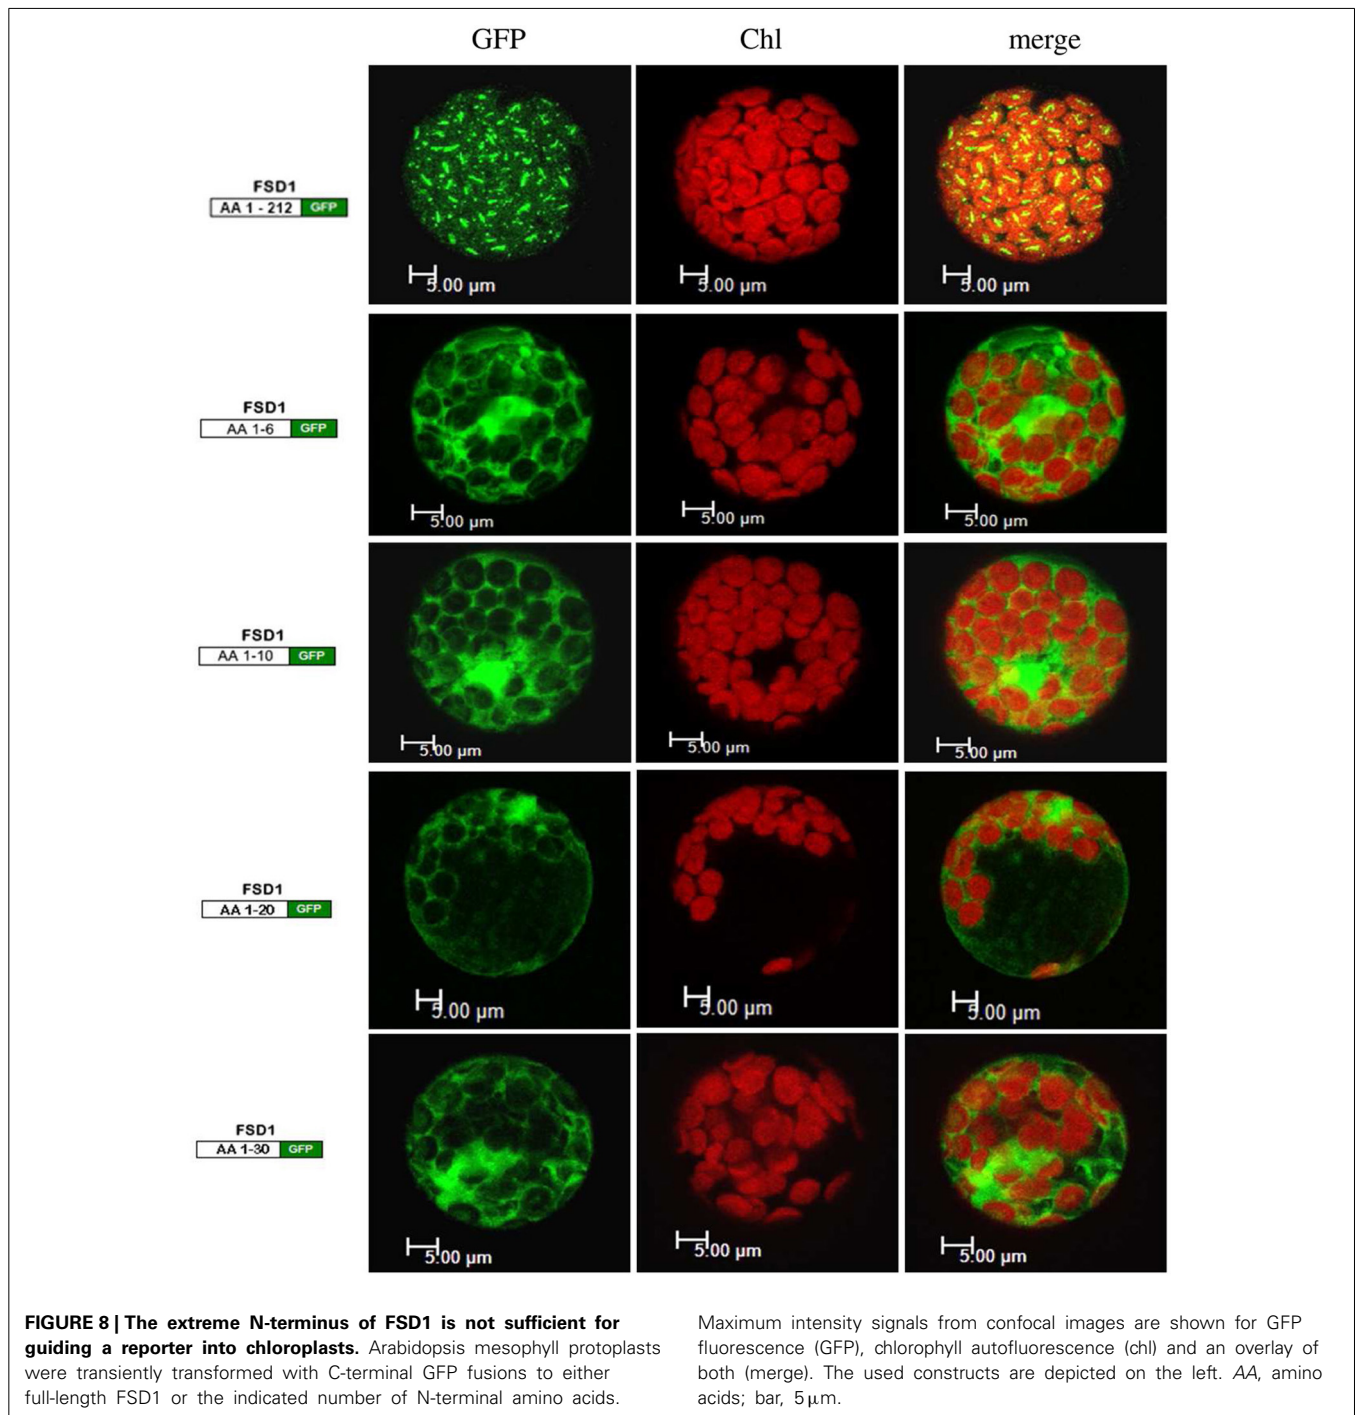 GFP Chl merge
FSD1
AA 1 - 212 GFP
5.00 µm 5.00 µm 5.00 µm
FSD1
AA 1-6 GFP
5.00 µm 5.00 µm 5.00 µm
FSD1
AA 1-10 GFP
5.00 µm 5.00 µm 5.00 µm
FSD1
AA 1-20 GFP
5.00 µm 5.00 µm 5.00 µm
FSD1
AA 1-30 GFP
5.00 µm 5.00 µm 5.00 µm
FIGURE 8 | The extreme N-terminus of FSD1 is not sufficient for
guiding a reporter into chloroplasts. Arabidopsis mesophyll protoplasts
were transiently transformed with C-terminal GFP fusions to either
full-length FSD1 or the indicated number of N-terminal amino acids.
Maximum intensity signals from confocal images are shown for GFP
fluorescence (GFP), chlorophyll autofluorescence (chl) and an overlay of
both (merge). The used constructs are depicted on the left. AA, amino
acids; bar, 5 µm.